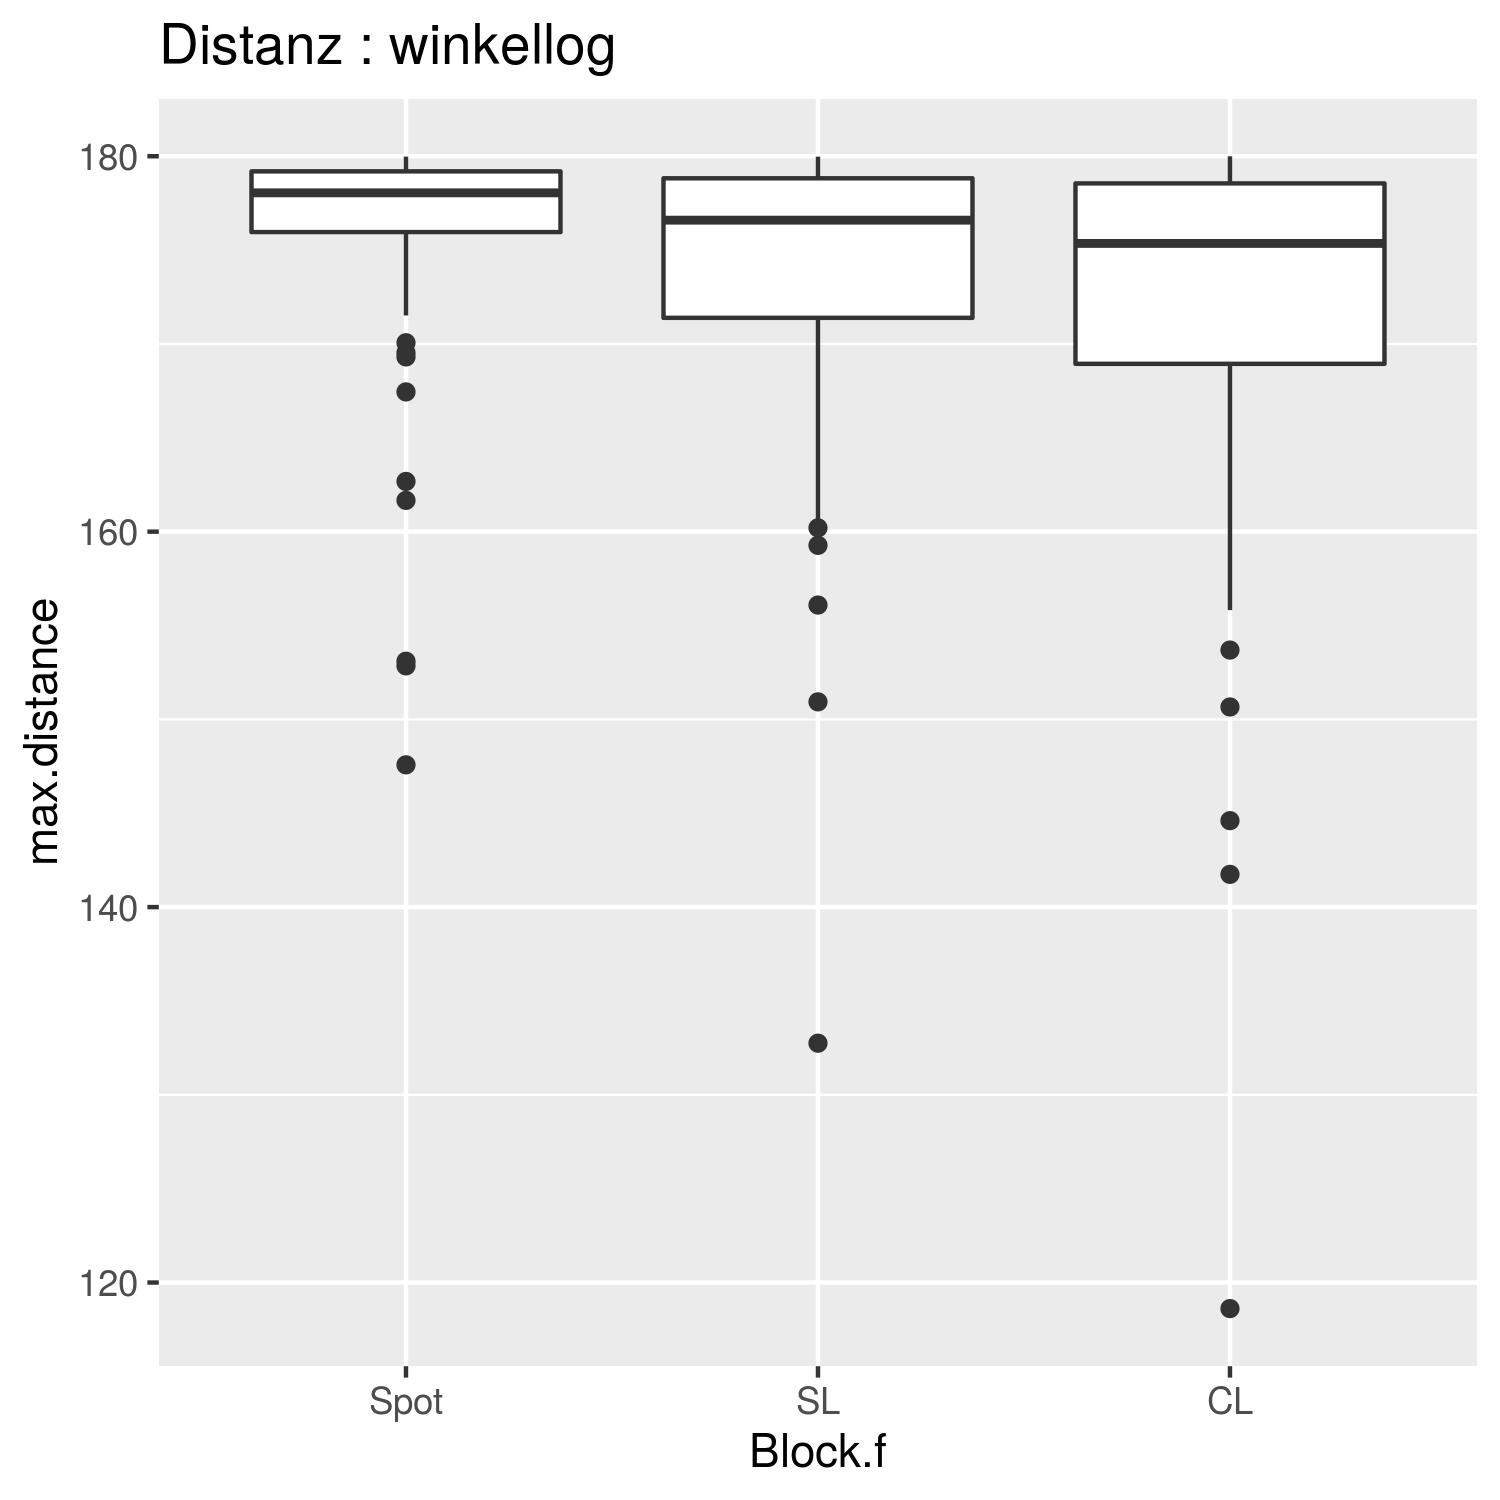 Distanz : winkellog
180
160
140
120
max.distance
Spot SL CL
Block.f